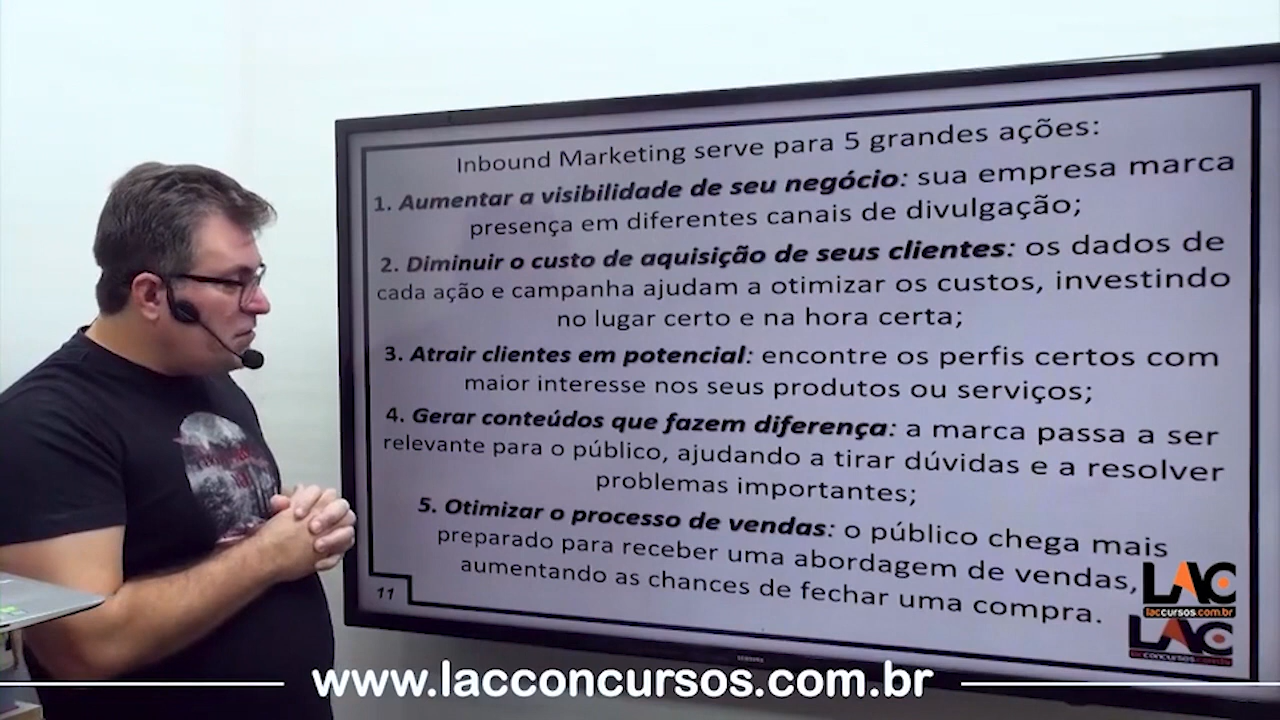 Inbound Marketing serve para 5 grandes ações:
1. Aumentar a visibilidade de seu negócio: sua empresa marca
presença em diferentes canais de divulgação;
2. Diminuir o custo de aquisição de seus clientes: os dados de
cada ação e campanha ajudam a otimizar os custos, investindo
no lugar certo e na hora certa;
3. Atrair clientes em potencial: encontre os perfis certos com
maior interesse nos seus produtos ou serviços;
4. Gerar conteúdos que fazem diferença: a marca passa a ser
relevante para o público, ajudando a tirar dúvidas e a resolver
problemas importantes;
5. Otimizar o processo de vendas: o público chega mais
preparado para receber uma abordagem de vendas,
aumentando as chances de fechar uma compra.
11
LAC
laccursos.com.br
LAC
lacconcursos.com.br
SAMSUNG
www.lacconcursos.com.br